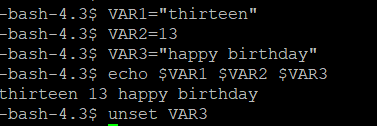 -bash-4.3$ VAR1="thirteen"
-bash-4.3$ VAR2=13
-bash-4.3$ VAR3="happy birthday"
-bash-4.3$ echo $VAR1 $VAR2 $VAR3
thirteen 13 happy birthday
-bash-4.3$ unset VAR3